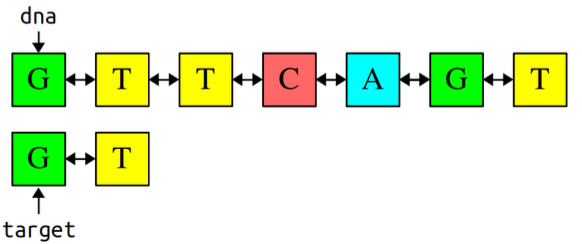 dna
G T T C A G T
G T
target